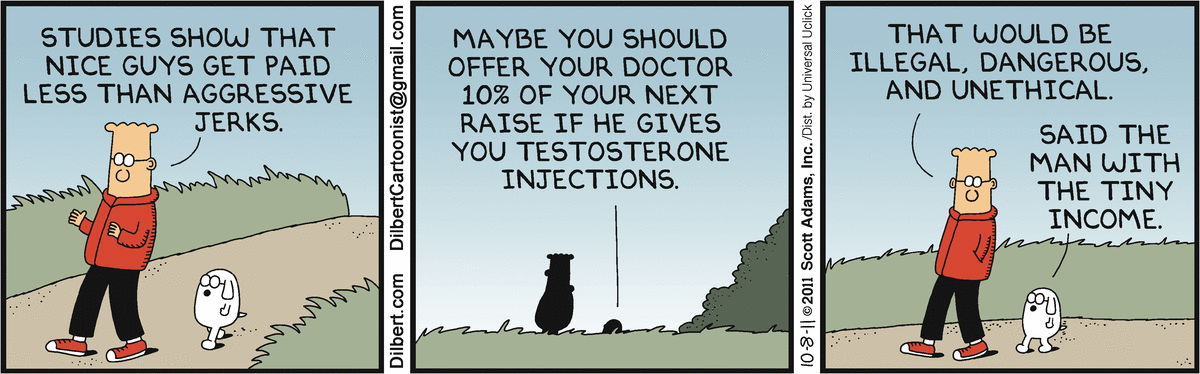 STUDIES SHOW THAT
NICE GUYS GET PAID
LESS THAN AGGRESSIVE
JERKS.
Dilbert.com DilbertCartoonist@gmail.com
MAYBE YOU SHOULD
OFFER YOUR DOCTOR
10% OF YOUR NEXT
RAISE IF HE GIVES
YOU TESTOSTERONE
INJECTIONS.
10-8-11 ©2011 Scott Adams, Inc. /Dist. by Universal Uclick
THAT WOULD BE
ILLEGAL, DANGEROUS,
AND UNETHICAL.
SAID THE
MAN WITH
THE TINY
INCOME.